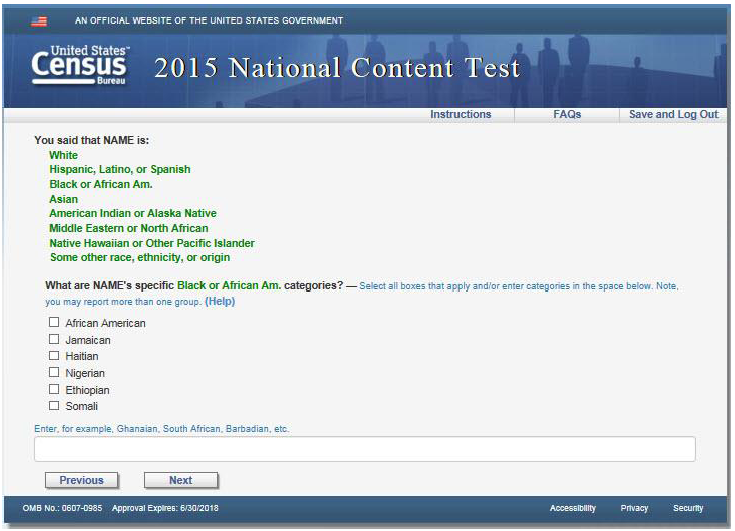 AN OFFICIAL WEBSITE OF THE UNITED STATES GOVERNMENT
United States™
Census
Bureau
2015 National Content Test
Instructions FAQs Save and Log Out
You said that NAME is:
White
Hispanic, Latino, or Spanish
Black or African Am.
Asian
American Indian or Alaska Native
Middle Eastern or North African
Native Hawaiian or Other Pacific Islander
Some other race, ethnicity, or origin
What are NAME's specific Black or African Am. categories? — Select all boxes that apply and/or enter categories in the space below. Note,
you may report more than one group. (Help)
African American
Jamaican
Haitian
Nigerian
Ethiopian
Somali
Enter, for example, Ghanaian, South African, Barbadian, etc.
Previous Next
OMB No.: 0607-0985 Approval Expires: 6/30/2018 Accessibility Privacy Security